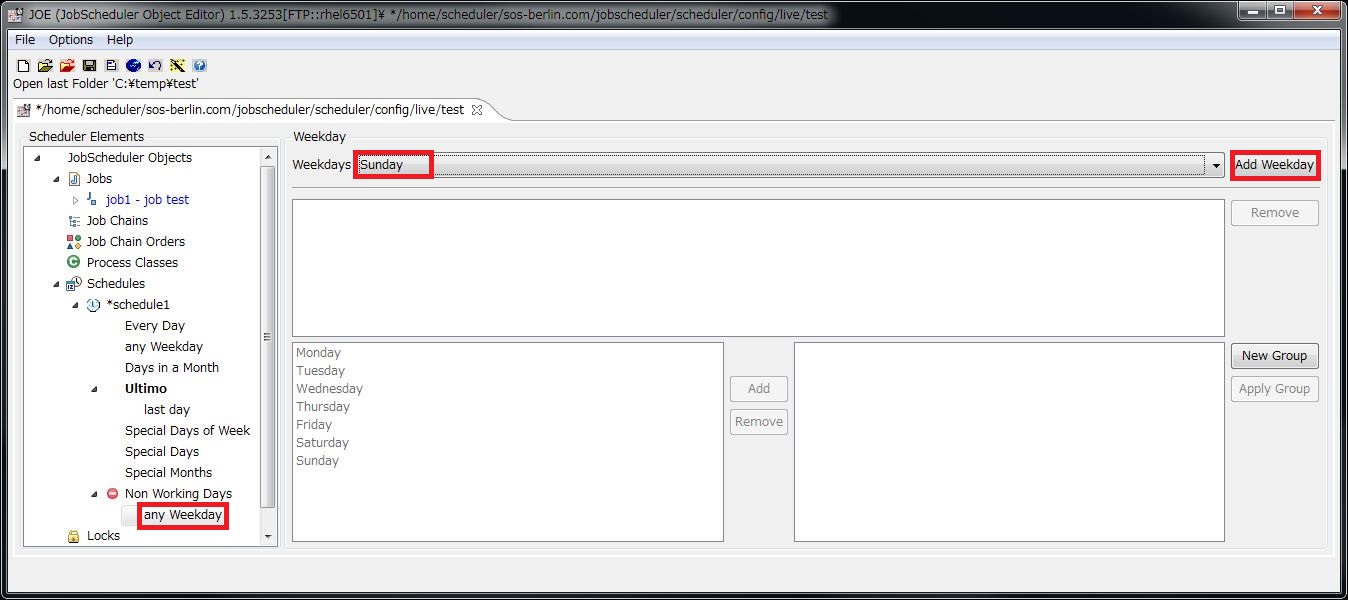 JOE (JobScheduler Object Editor) 1.5.3253[FTP::rhel6501]¥ */home/scheduler/sos-berlin.com/jobscheduler/scheduler/config/live/test
File Options Help
Open last Folder 'C:¥temp¥test'
*/home/scheduler/sos-berlin.com/jobscheduler/scheduler/config/live/test
Scheduler Elements
JobScheduler Objects
Jobs
job1 - job test
Job Chains
Job Chain Orders
Process Classes
Schedules
*schedule1
Every Day
any Weekday
Days in a Month
Ultimo
last day
Special Days of Week
Special Days
Special Months
Non Working Days
any Weekday
Locks
Weekday
Weekdays Sunday Add Weekday
Remove
Monday
Tuesday
Wednesday
Thursday
Friday
Saturday
Sunday
Add
Remove
New Group
Apply Group